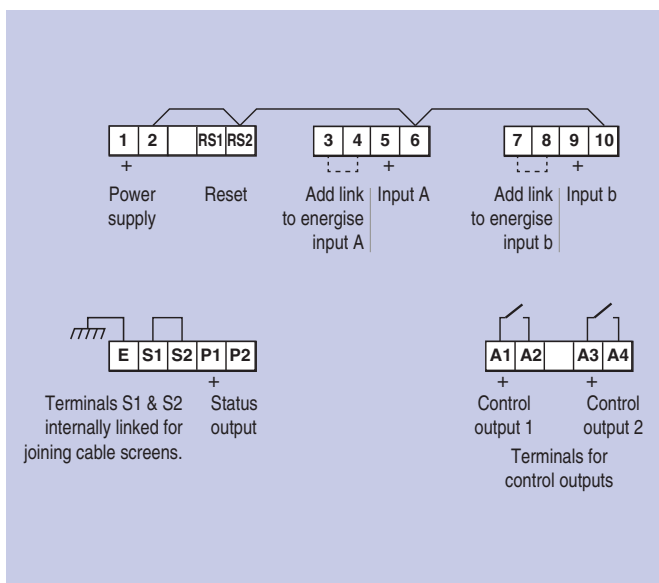 1 2 RS1 RS2 3 4 5 6 7 8 9 10
+ + +
Power supply
Reset
Add link to energise input A
Input A
Add link to energise input b
Input b
E S1 S2 P1 P2
+
Terminals S1 & S2
internally linked for
joining cable screens.
Status
output
A1 A2 A3 A4
+ +
Control
output 1
Control
output 2
Terminals for
control outputs